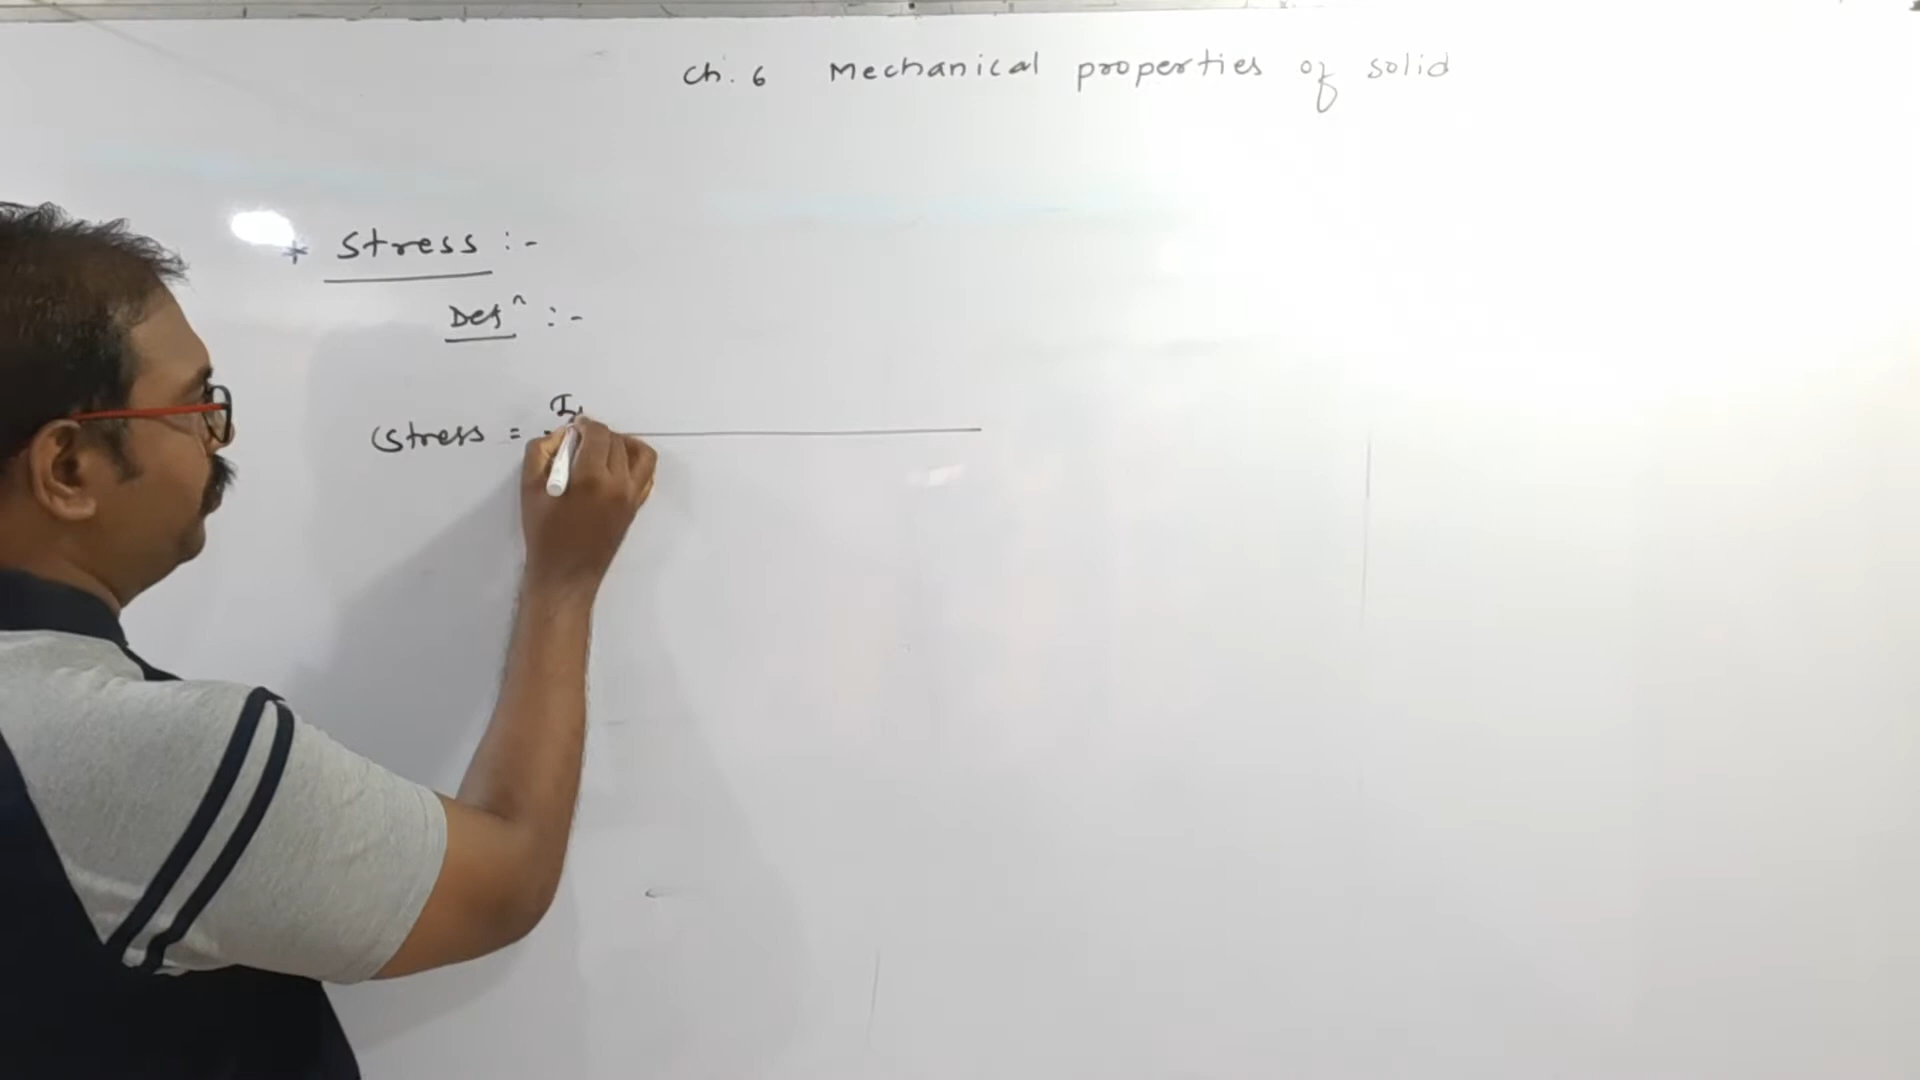 Ch. 6 Mechanical properties of solid
* Stress :-
Defⁿ :-
Stress =